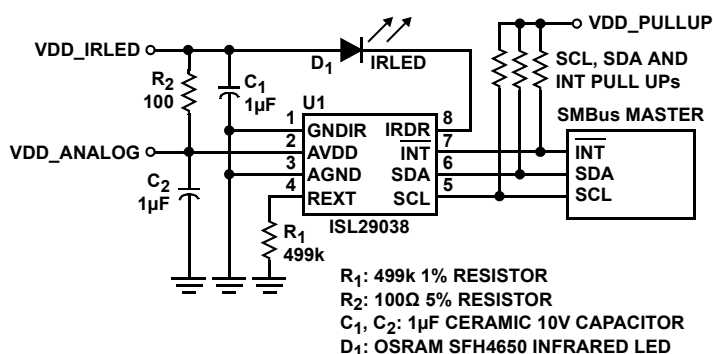 VDD_PULLUP
VDD_IRLED
D1
IRLED
SCL, SDA AND
INT PULL UPs
R2
100
C1
1µF
U1
SMBus MASTER
1
GNDIR
IRDR
8
2
AVDD
INT
7
3
AGND
SDA
6
4
REXT
SCL
5
INT
SDA
SCL
VDD_ANALOG
C2
1µF
ISL29038
R1
499k
R1: 499k 1% RESISTOR
R2: 100Ω 5% RESISTOR
C1, C2: 1µF CERAMIC 10V CAPACITOR
D1: OSRAM SFH4650 INFRARED LED